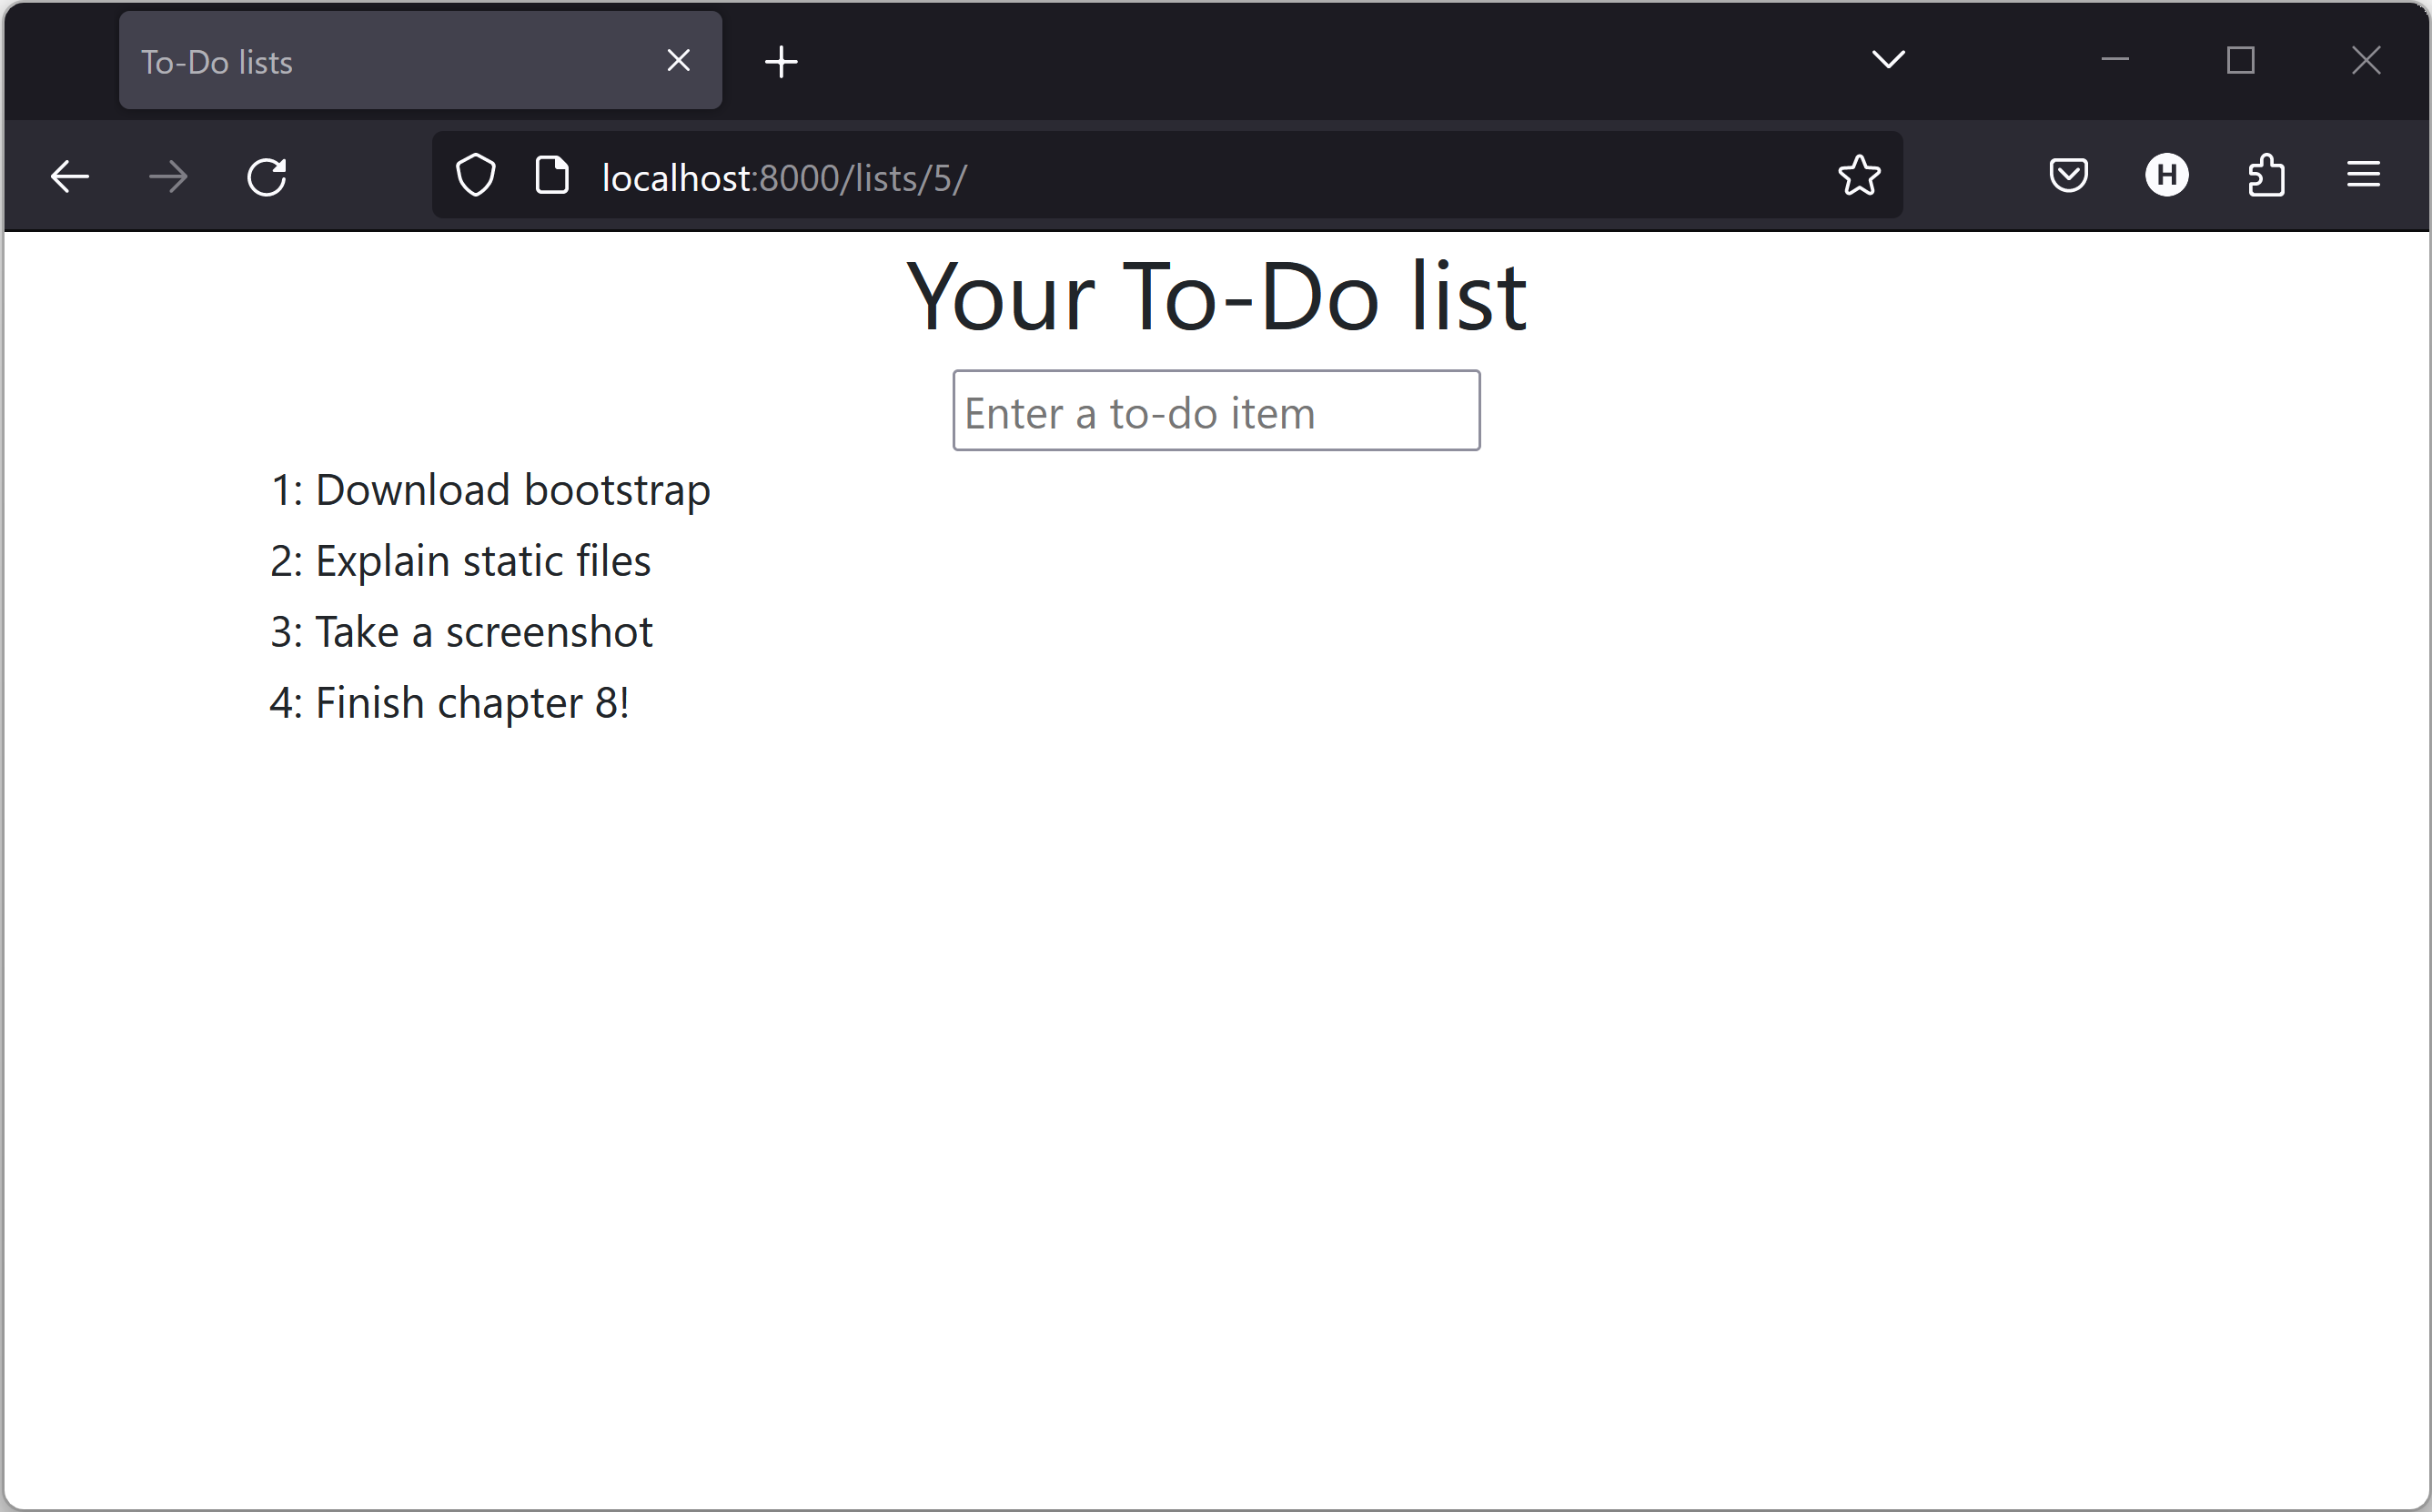 To-Do lists
localhost:8000/lists/5/
H
Your To-Do list
Enter a to-do item
1: Download bootstrap
2: Explain static files
3: Take a screenshot
4: Finish chapter 8!